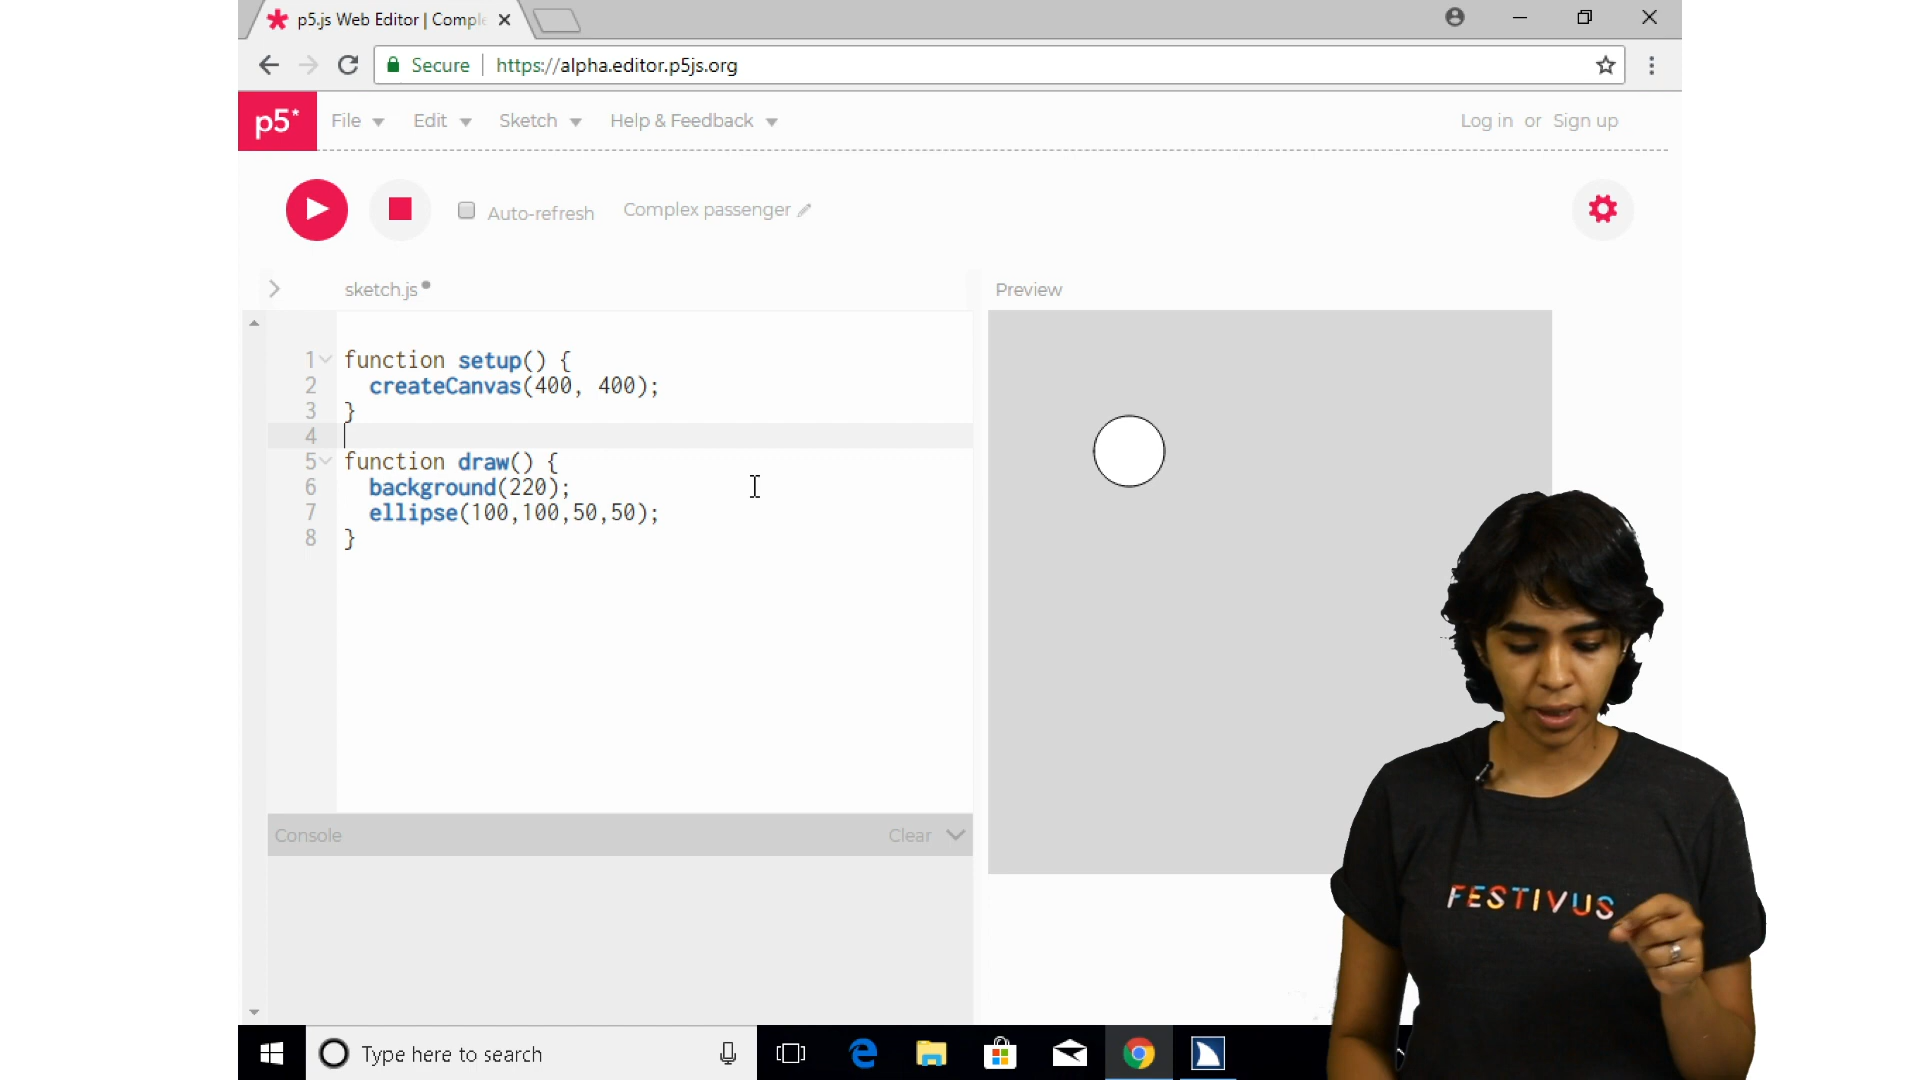 p5.js Web Editor | Comple
Secure
https://alpha.editor.p5js.org
p5*
File
Edit
Sketch
Help & Feedback
Log in or Sign up
Auto-refresh
Complex passenger
sketch.js
Preview
1 function setup() {
2 createCanvas(400, 400);
3 }
4
5 function draw() {
6 background(220);
7 ellipse(100,100,50,50);
8 }
Console
Clear
FESTIVUS
Type here to search